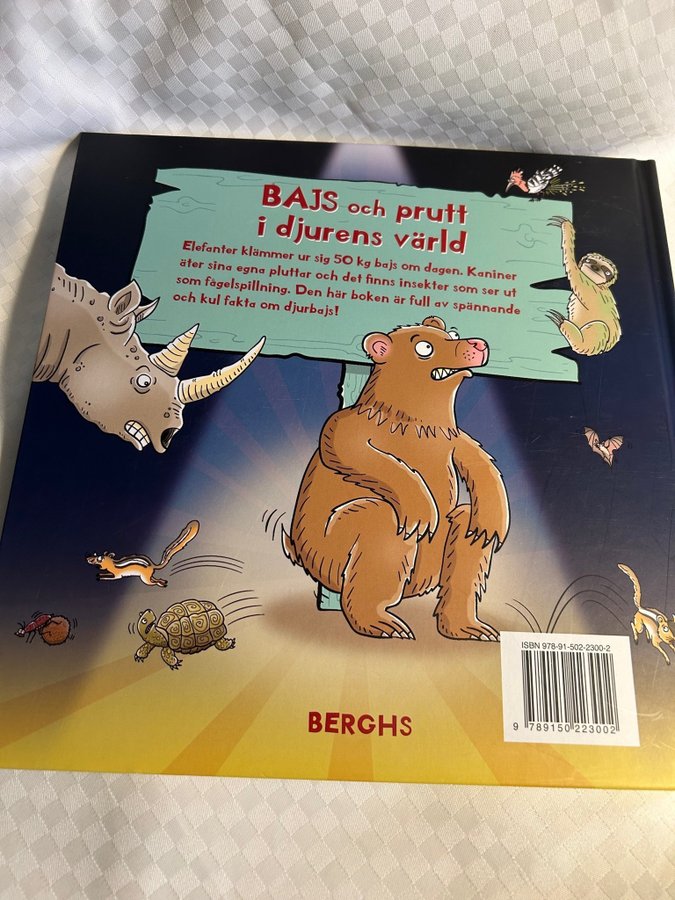 BAJS och prutt
i djurens värld
Elefanter klämmer ur sig 50 kg bajs om dagen. Kaniner
äter sina egna pluttar och det finns insekter som ser ut
som fågelspillning. Den här boken är full av spännande
och kul fakta om djurbajs!
ISBN 978-91-502-2300-2
9 789150 223002
BERGHS